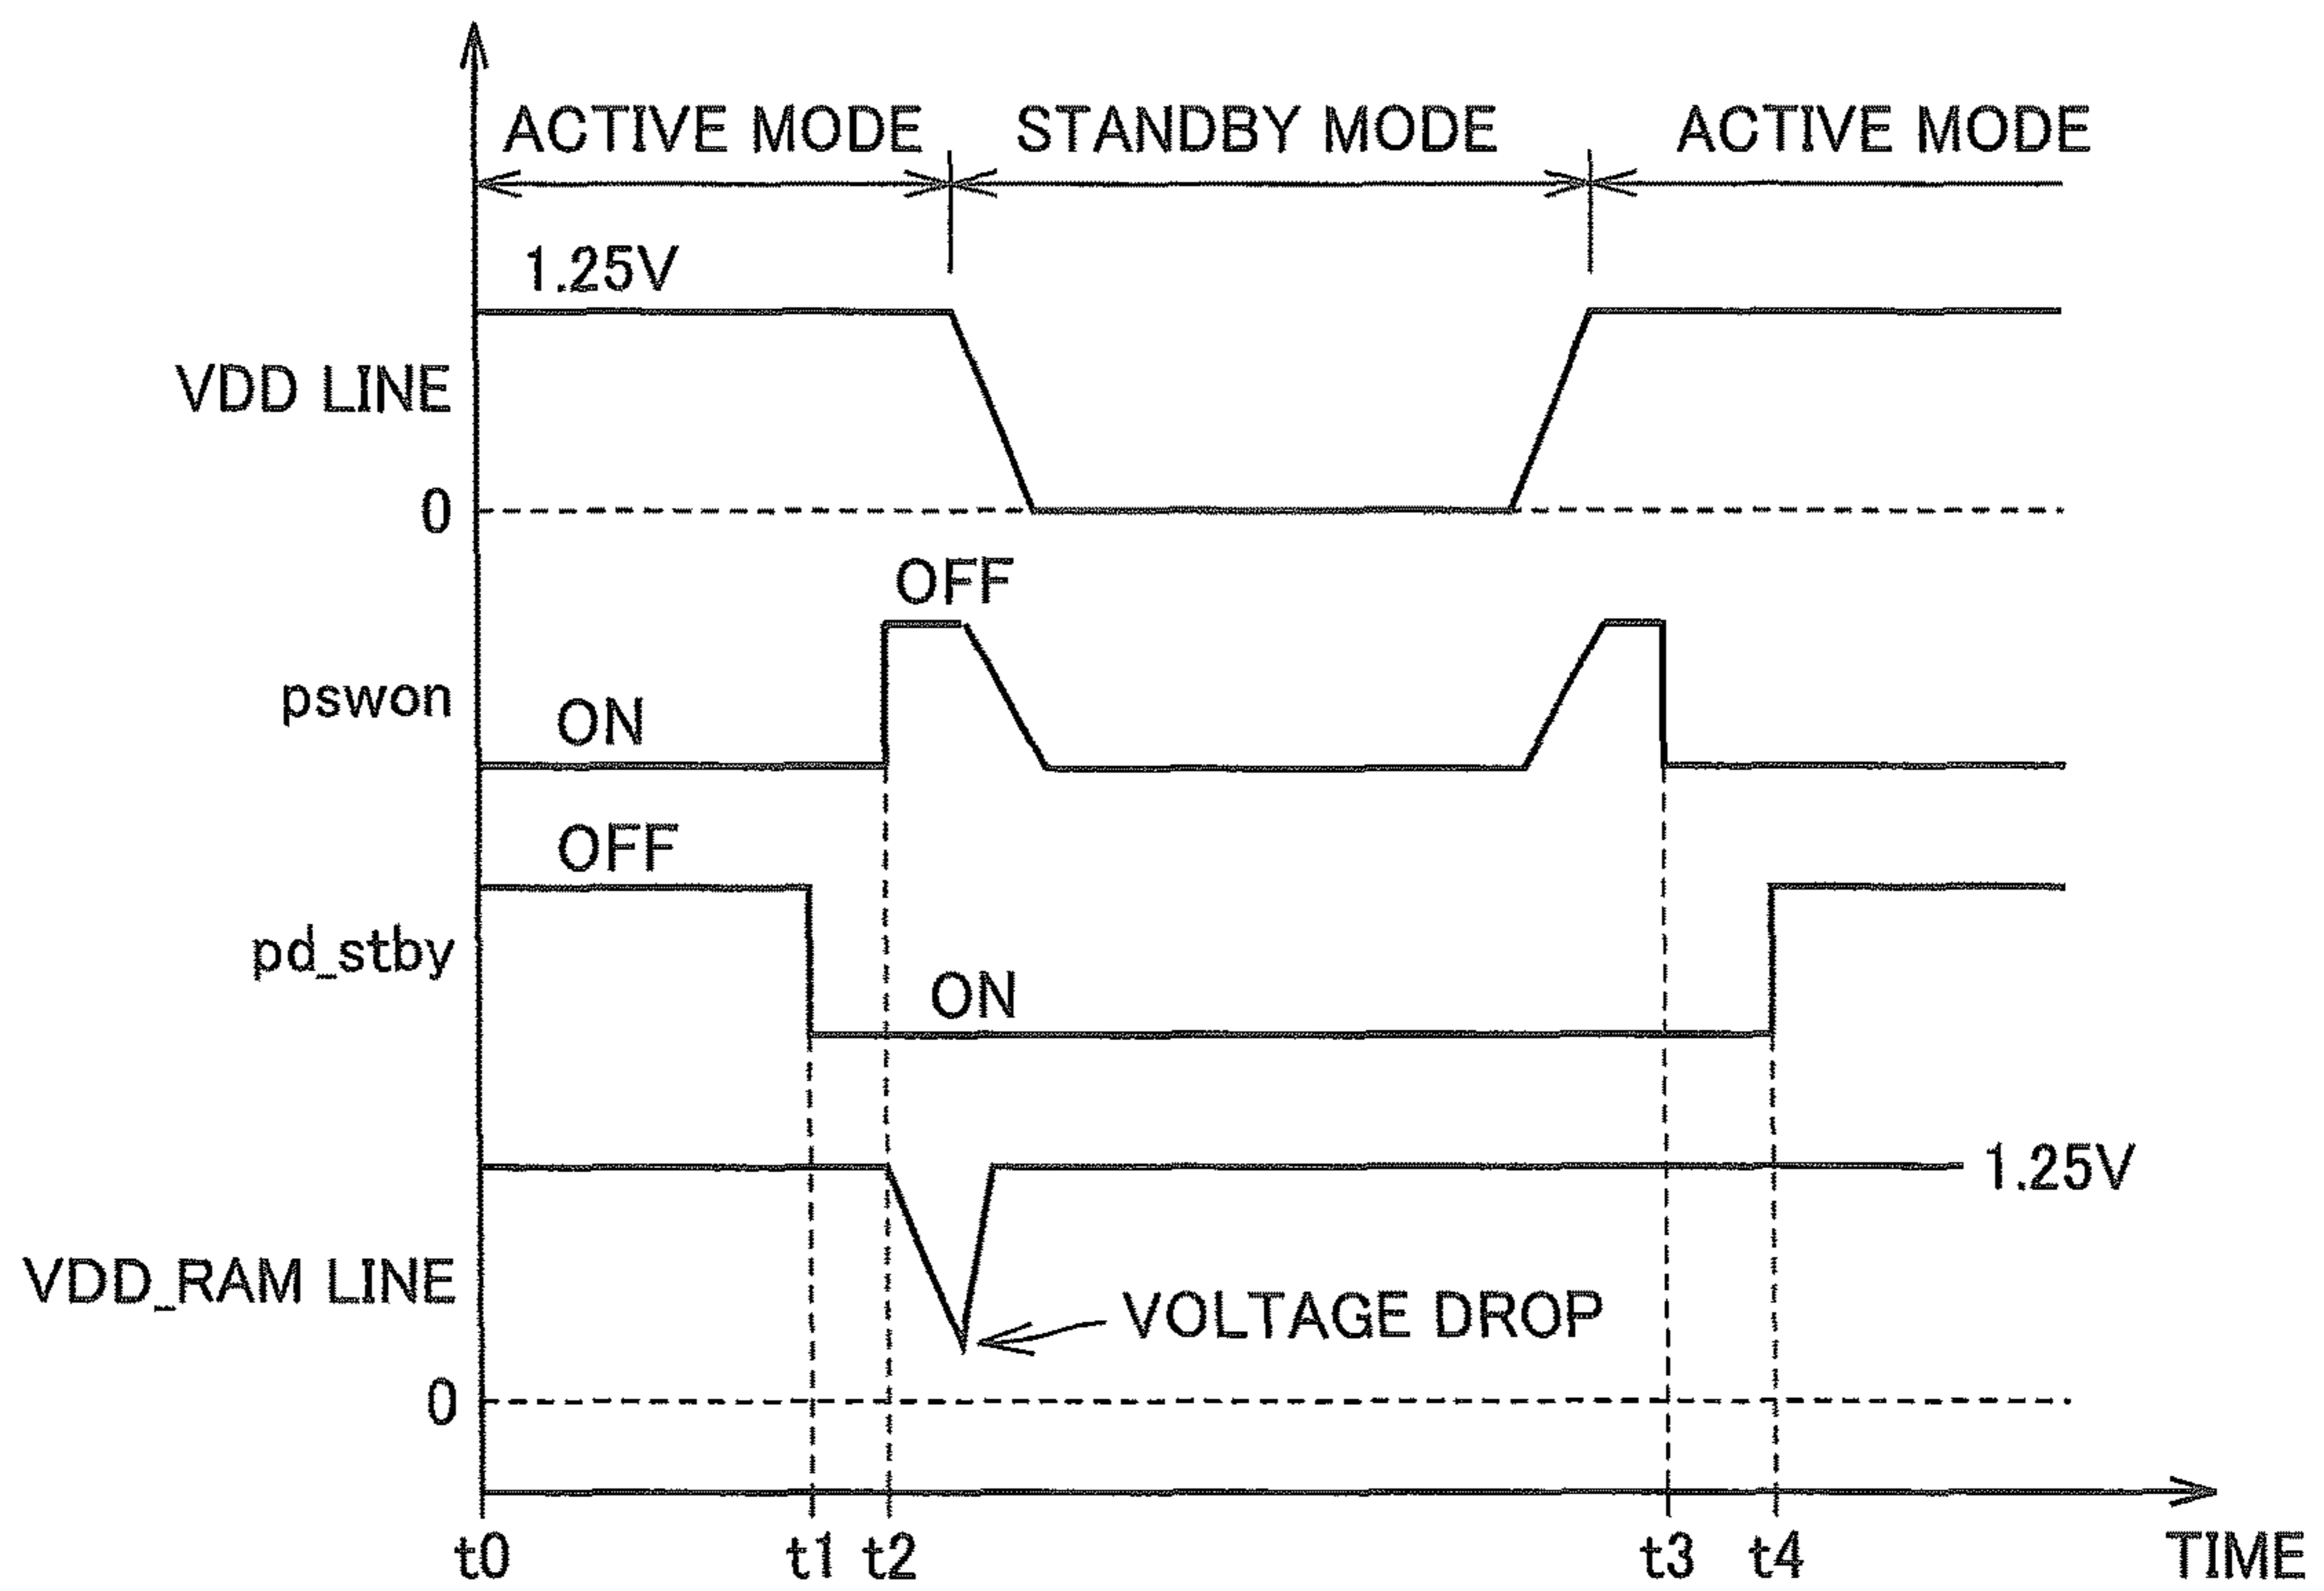 ACTIVE MODE STANDBY MODE ACTIVE MODE
1.25V
VDD LINE
0
OFF
pswon
ON
OFF
pd_stby
ON
1.25V
VDD_RAM LINE
VOLTAGE DROP
0
t0 t1 t2 t3 t4 TIME